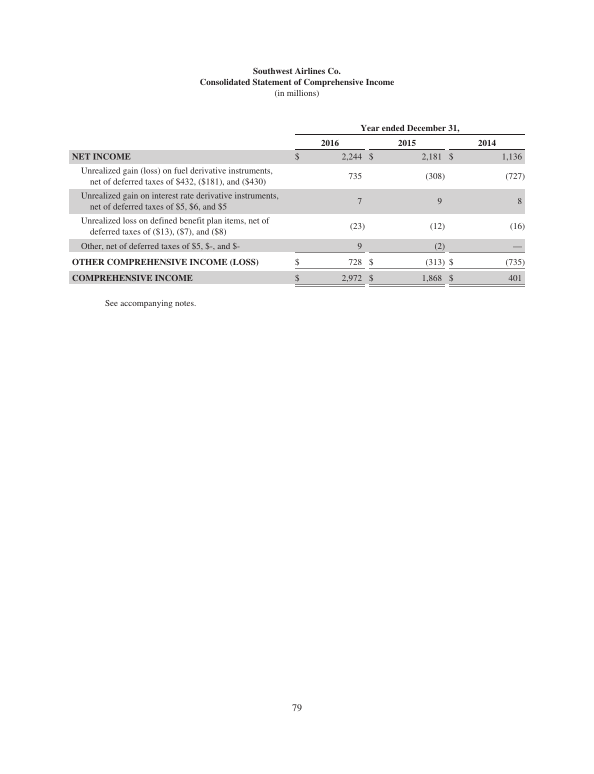 Southwest Airlines Co.
Consolidated Statement of Comprehensive Income
(in millions)
Year ended December 31,
2016 2015 2014
NET INCOME $ 2,244 $ 2,181 $ 1,136
Unrealized gain (loss) on fuel derivative instruments,
net of deferred taxes of $432, ($181), and ($430) 735 (308) (727)
Unrealized gain on interest rate derivative instruments,
net of deferred taxes of $5, $6, and $5 7 9 8
Unrealized loss on defined benefit plan items, net of
deferred taxes of ($13), ($7), and ($8) (23) (12) (16)
Other, net of deferred taxes of $5, $-, and $- 9 (2) —
OTHER COMPREHENSIVE INCOME (LOSS) $ 728 $ (313) $ (735)
COMPREHENSIVE INCOME $ 2,972 $ 1,868 $ 401
See accompanying notes.
79